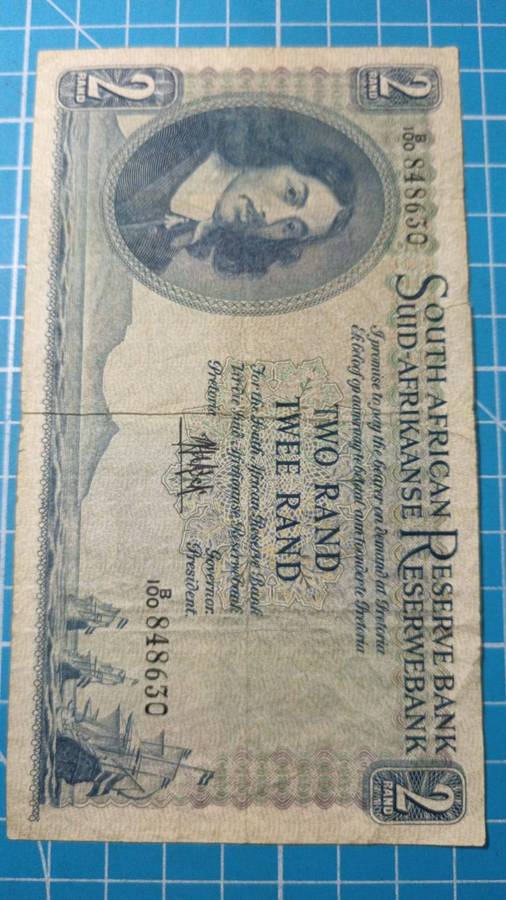 2
RAND
2
RAND
B
100 848630
SOUTH AFRICAN RESERVE BANK
SUID-AFRIKAANSE RESERWEBANK
I promise to pay the bearer on demand at Pretoria
Ek beloof op aanvraag te betaal aan toonder te Pretoria
TWO RAND
TWEE RAND
For the South African Reserve Bank
Vir die Suid-Afrikaanse Reserwebank
Pretoria
Governor.
President.
B
100 848630
2
RAND